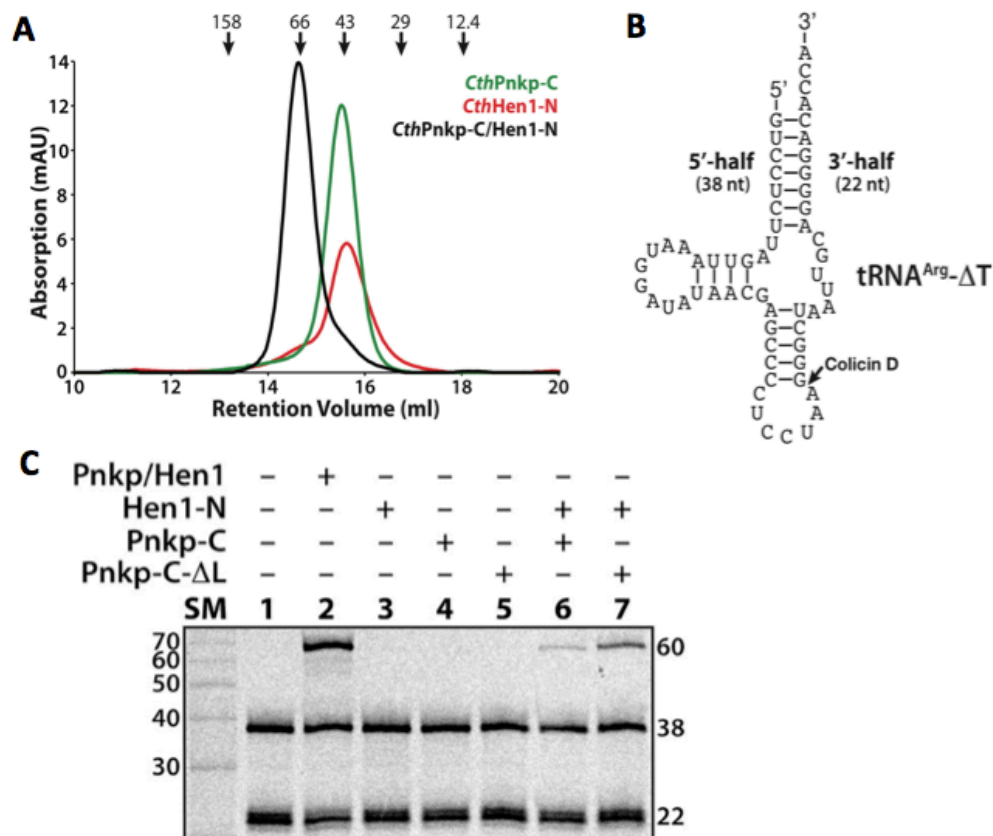 A
158 66 43 29 12.4
CthPnkp-C
CthHen1-N
CthPnkp-C/Hen1-N
14
12
10
8
6
4
2
0
Absorption (mAU)
10 12 14 16 18 20
Retention Volume (ml)
B
3'
A
C
C
A
C
A
G
G
G
G
A
5'
G
U
C
C
U
C
U
U
5'-half
(38 nt)
3'-half
(22 nt)
tRNAArg-ΔT
Colicin D
C
Pnkp/Hen1 – + – – – – –
Hen1-N – – + – – + +
Pnkp-C – – – + – + –
Pnkp-C-ΔL – – – – + – +
SM 1 2 3 4 5 6 7
70
60
50
40
30
60
38
22